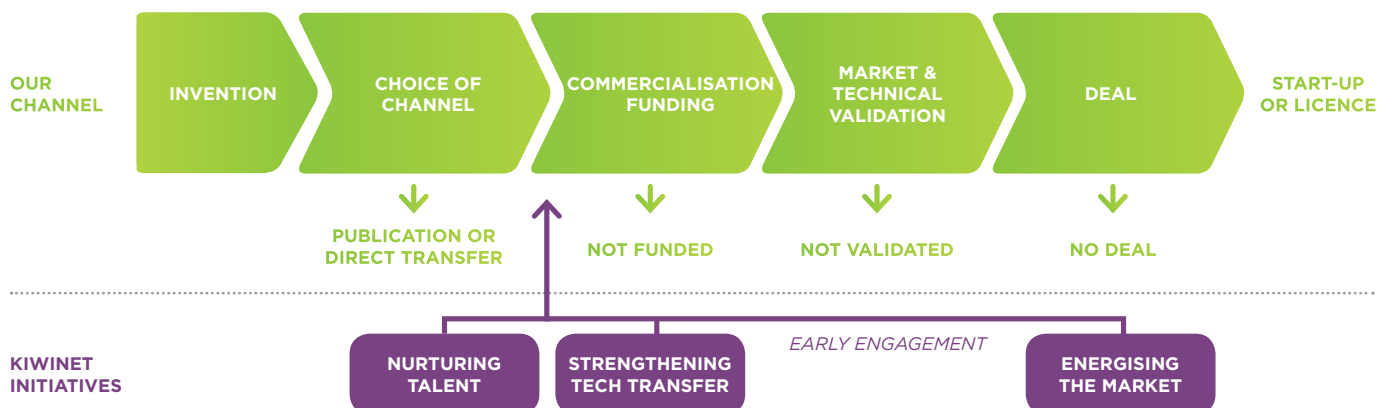 OUR
CHANNEL
INVENTION
CHOICE OF
CHANNEL
COMMERCIALISATION
FUNDING
MARKET &
TECHNICAL
VALIDATION
DEAL
START-UP
OR LICENCE
PUBLICATION OR
DIRECT TRANSFER
NOT FUNDED
NOT VALIDATED
NO DEAL
KIWINET
INITIATIVES
NURTURING
TALENT
STRENGTHENING
TECH TRANSFER
EARLY ENGAGEMENT
ENERGISING
THE MARKET